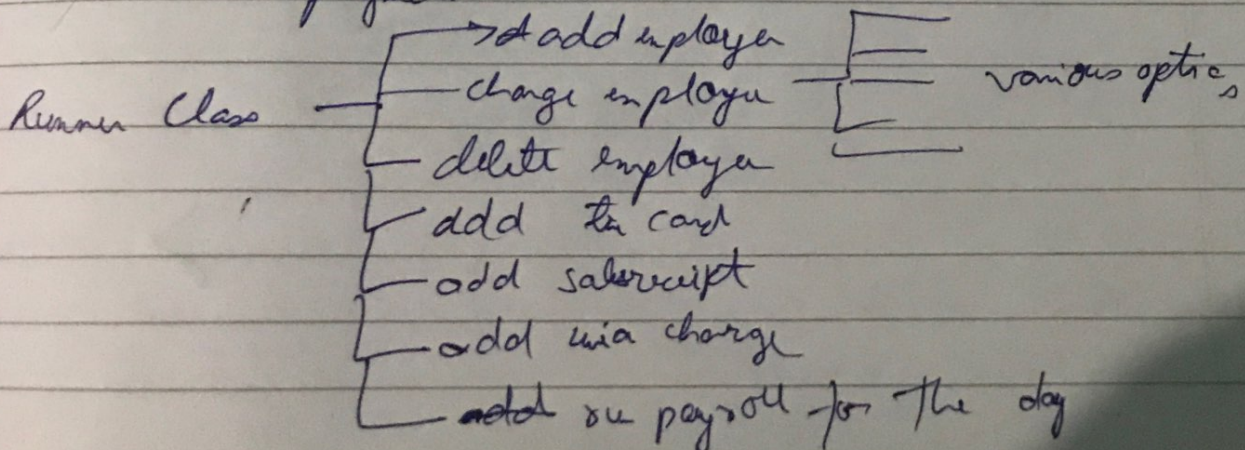 Runner Class
add employee
change employee
various options
delete employee
add time card
add salesreceipt
add charge
run payroll for the day